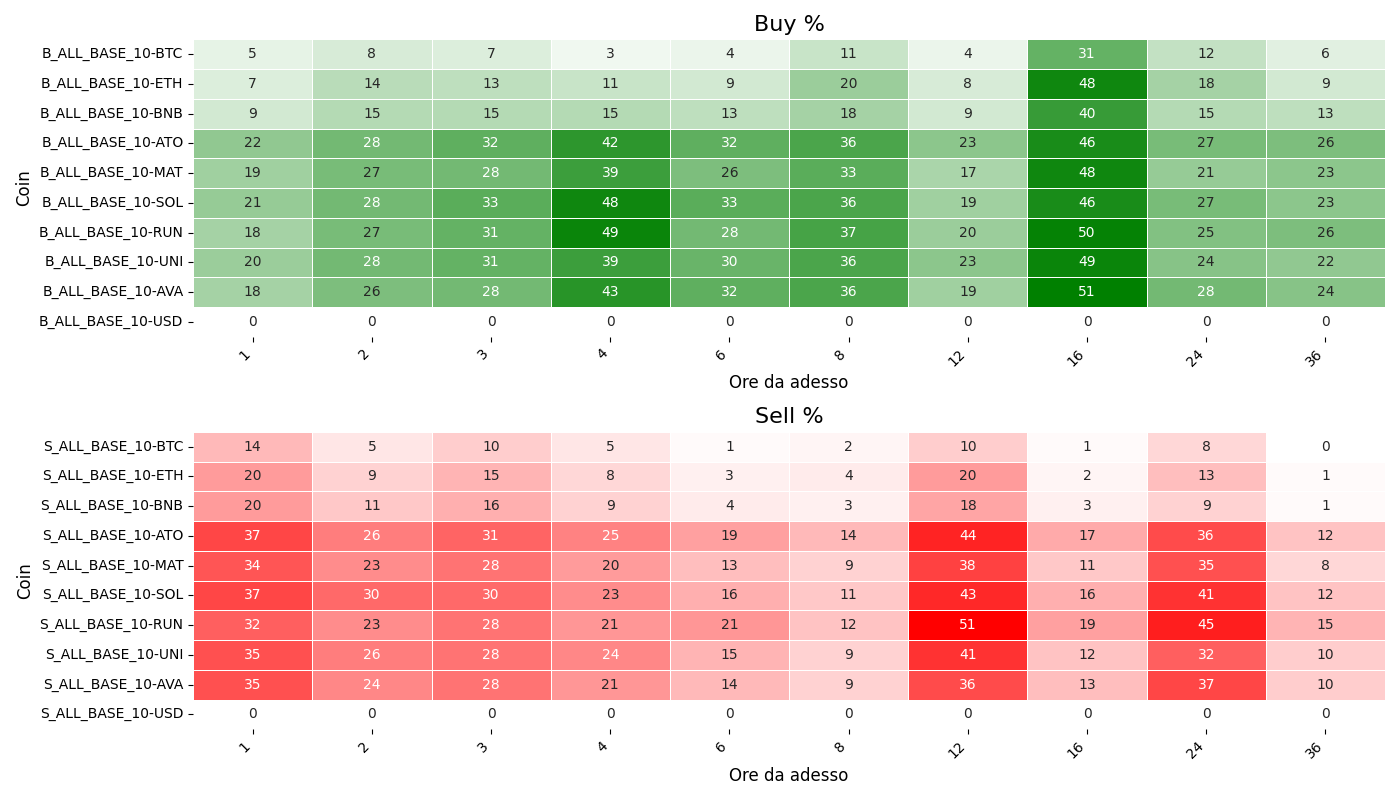 Buy %
Coin
B_ALL_BASE_10-BTC 5 8 7 3 4 11 4 31 12 6
B_ALL_BASE_10-ETH 7 14 13 11 9 20 8 48 18 9
B_ALL_BASE_10-BNB 9 15 15 15 13 18 9 40 15 13
B_ALL_BASE_10-ATO 22 28 32 42 32 36 23 46 27 26
B_ALL_BASE_10-MAT 19 27 28 39 26 33 17 48 21 23
B_ALL_BASE_10-SOL 21 28 33 48 33 36 19 46 27 23
B_ALL_BASE_10-RUN 18 27 31 49 28 37 20 50 25 26
B_ALL_BASE_10-UNI 20 28 31 39 30 36 23 49 24 22
B_ALL_BASE_10-AVA 18 26 28 43 32 36 19 51 28 24
B_ALL_BASE_10-USD 0 0 0 0 0 0 0 0 0 0
1 2 3 4 6 8 12 16 24 36
Ore da adesso
Sell %
Coin
S_ALL_BASE_10-BTC 14 5 10 5 1 2 10 1 8 0
S_ALL_BASE_10-ETH 20 9 15 8 3 4 20 2 13 1
S_ALL_BASE_10-BNB 20 11 16 9 4 3 18 3 9 1
S_ALL_BASE_10-ATO 37 26 31 25 19 14 44 17 36 12
S_ALL_BASE_10-MAT 34 23 28 20 13 9 38 11 35 8
S_ALL_BASE_10-SOL 37 30 30 23 16 11 43 16 41 12
S_ALL_BASE_10-RUN 32 23 28 21 21 12 51 19 45 15
S_ALL_BASE_10-UNI 35 26 28 24 15 9 41 12 32 10
S_ALL_BASE_10-AVA 35 24 28 21 14 9 36 13 37 10
S_ALL_BASE_10-USD 0 0 0 0 0 0 0 0 0 0
1 2 3 4 6 8 12 16 24 36
Ore da adesso